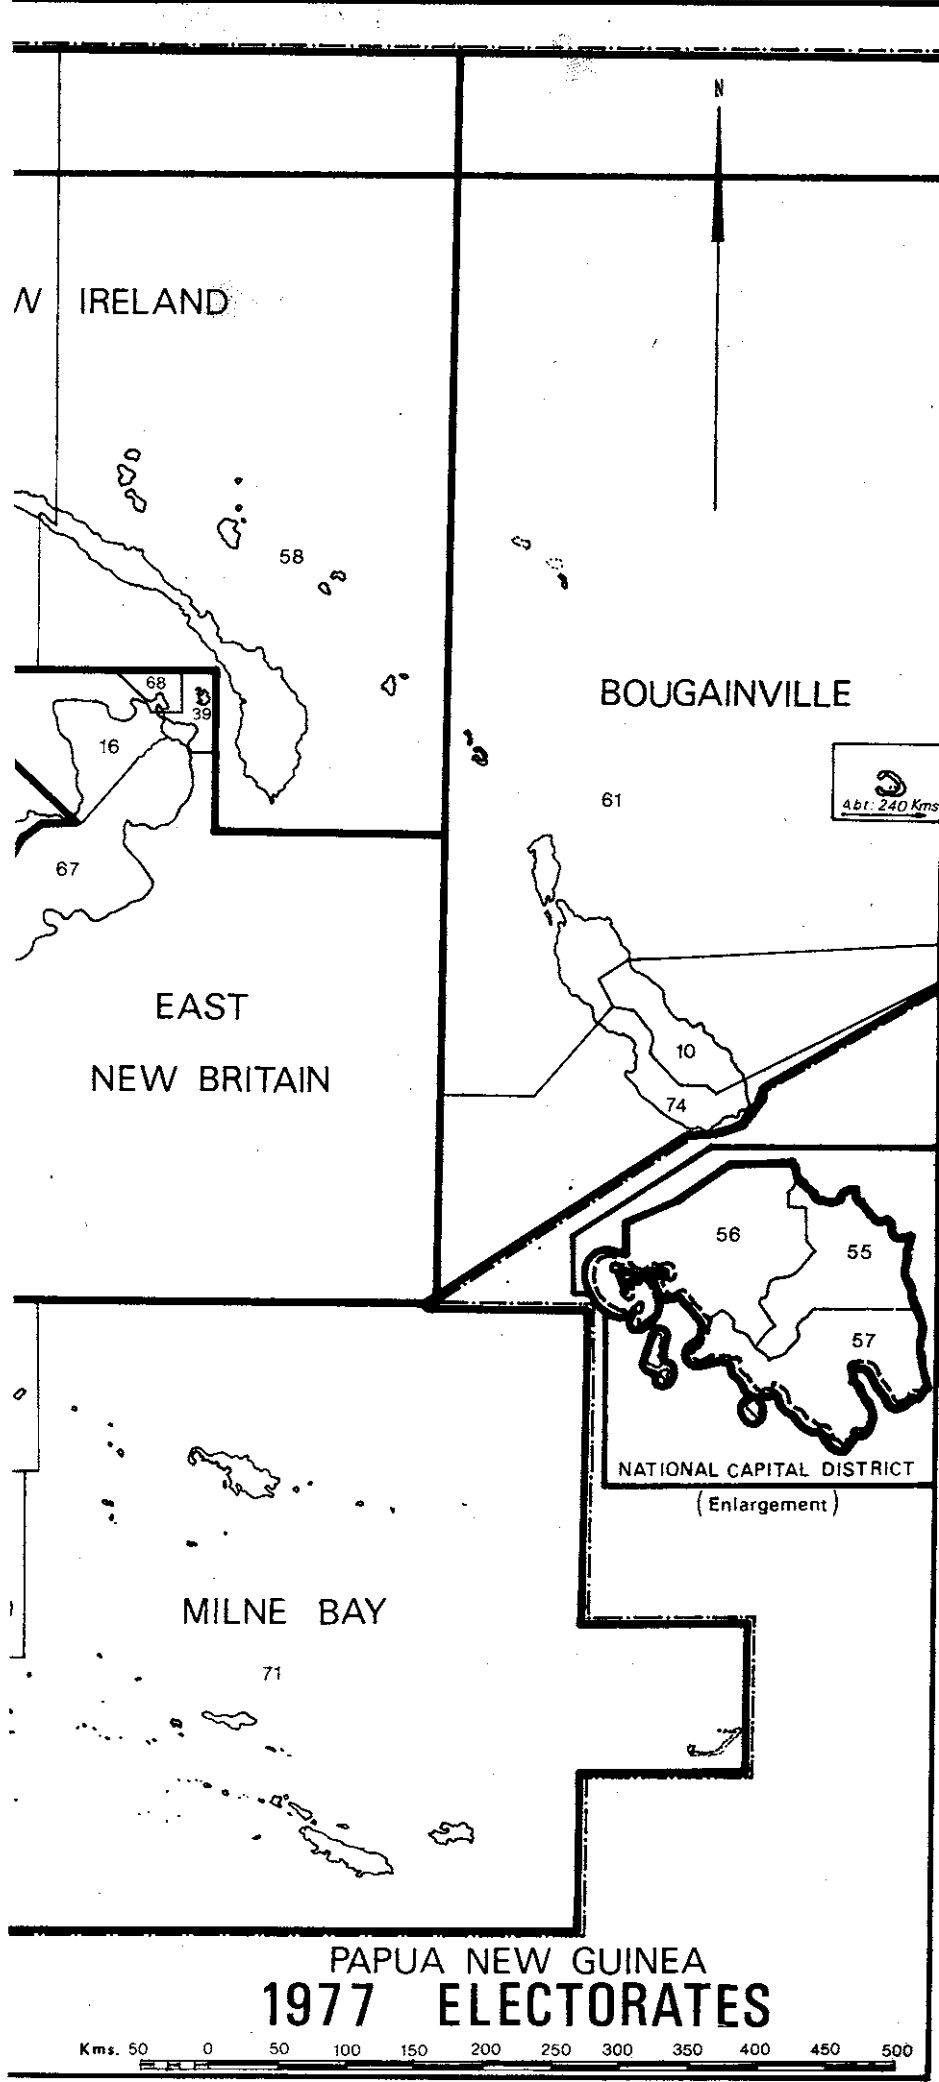 N
W IRELAND
58
68
39
16
BOUGAINVILLE
61
Abt: 240 Kms
67
EAST
NEW BRITAIN
10
74
56
55
57
NATIONAL CAPITAL DISTRICT
(Enlargement)
MILNE BAY
71
PAPUA NEW GUINEA
1977 ELECTORATES
Kms. 50 0 50 100 150 200 250 300 350 400 450 500